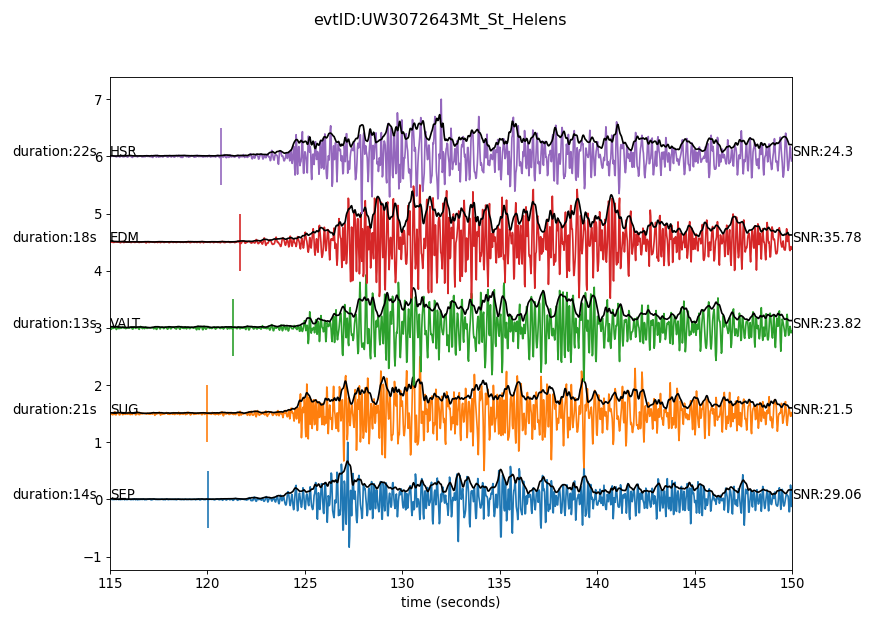 evtID:UW3072643Mt_St_Helens
7
duration:22s 6 HSR SNR:24.3
5
duration:18s EDM SNR:35.78
4
duration:13s 3 VALT SNR:23.82
2
duration:21s SUG SNR:21.5
1
duration:14s 0 SEP SNR:29.06
−1
115 120 125 130 135 140 145 150
time (seconds)